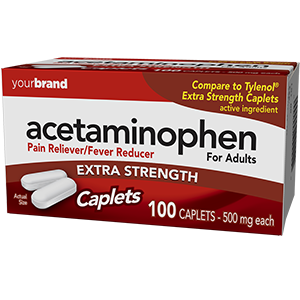 yourbrand
Compare to Tylenol®
Extra Strength Caplets
active ingredient
acetaminophen
Pain Reliever/Fever Reducer
For Adults
EXTRA STRENGTH
Actual
Size
Caplets
100 CAPLETS - 500 mg each